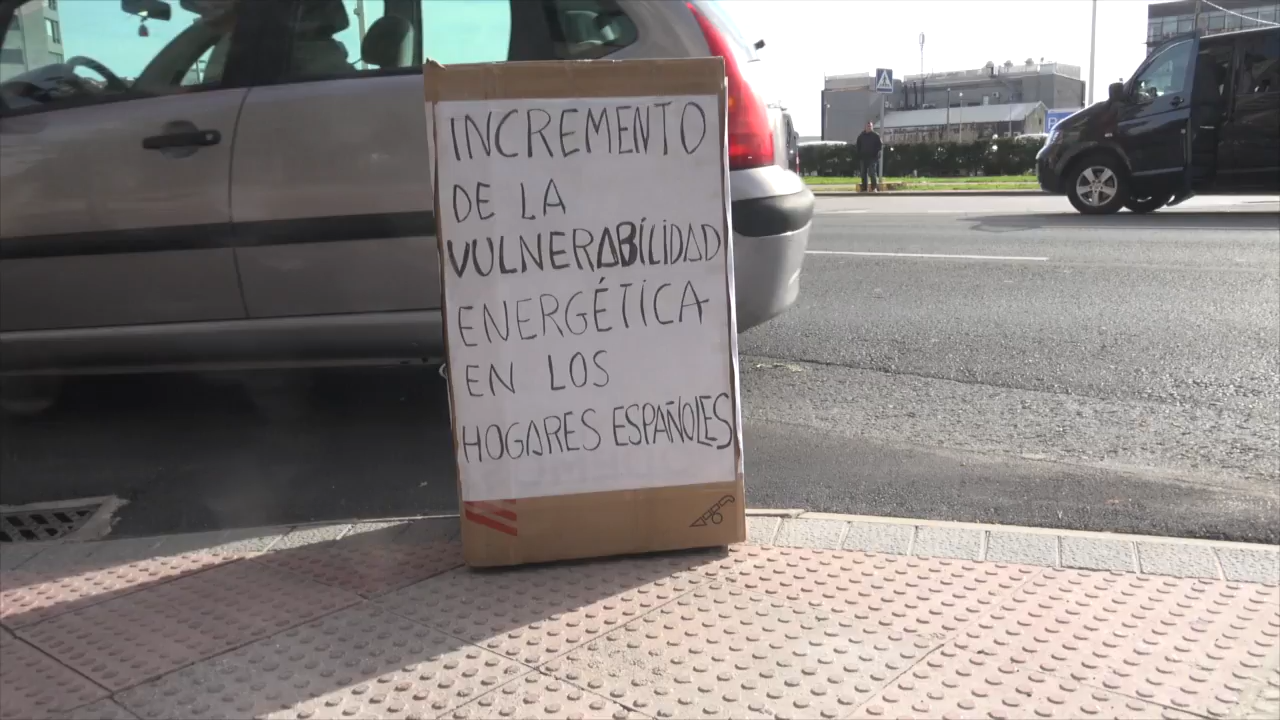 INCREMENTO
DE LA
VULNERABILIDAD
ENERGÉTICA
EN LOS
HOGARES ESPAÑOLES